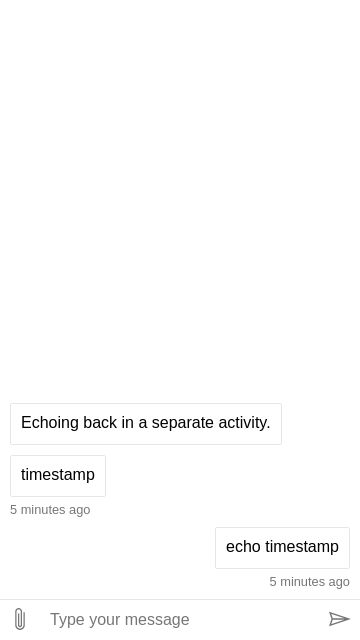 Echoing back in a separate activity.
timestamp
5 minutes ago
echo timestamp
5 minutes ago
Type your message